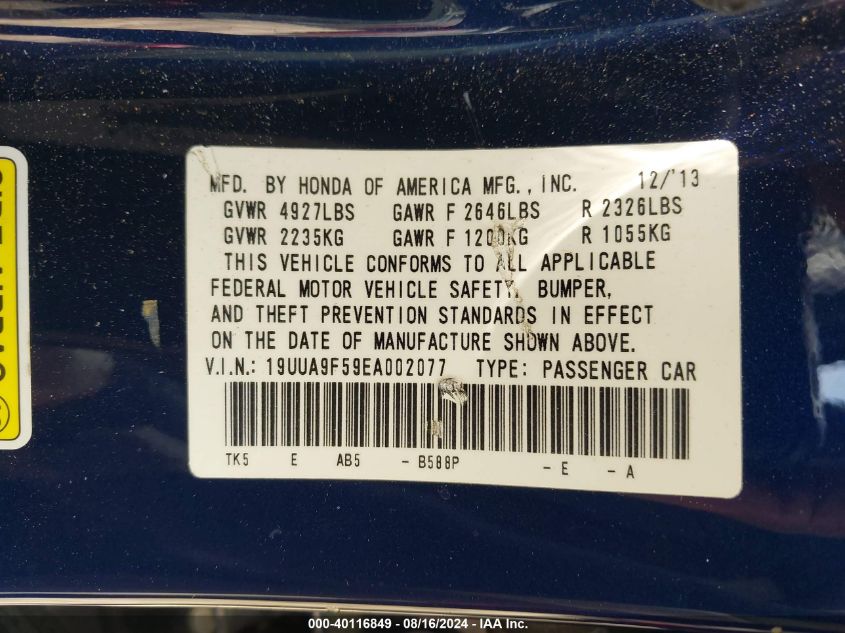 MFD. BY HONDA OF AMERICA MFG., INC. 12/'13
GVWR 4927LBS GAWR F 2646LBS R 2326LBS
GVWR 2235KG GAWR F 1200KG R 1055KG
THIS VEHICLE CONFORMS TO ALL APPLICABLE
FEDERAL MOTOR VEHICLE SAFETY, BUMPER,
AND THEFT PREVENTION STANDARDS IN EFFECT
ON THE DATE OF MANUFACTURE SHOWN ABOVE.
V.I.N.: 19UUA9F59EA002077 TYPE: PASSENGER CAR
TK5 E AB5 - B588P - E - A
000-40116849 - 08/16/2024 - IAA Inc.